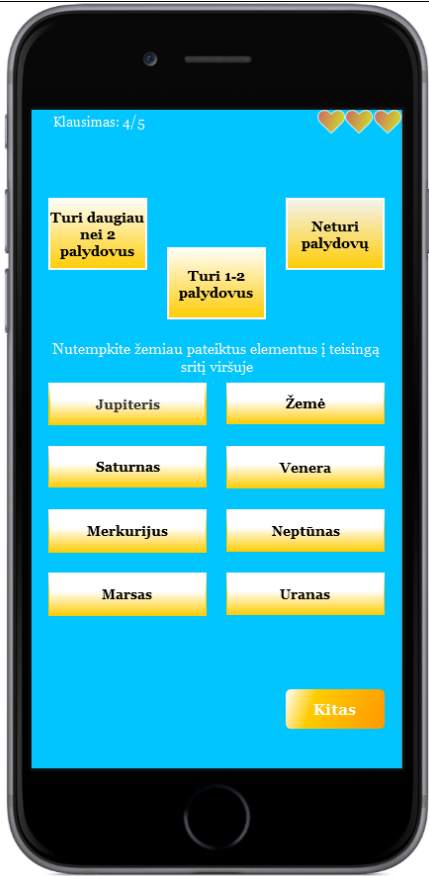 Klausimas: 4/5
Turi daugiau
nei 2
palydovus
Neturi
palydovų
Turi 1-2
palydovus
Nutempkite žemiau pateiktus elementus į teisingą
sritį viršuje
Jupiteris
Žemė
Saturnas
Venera
Merkurijus
Neptūnas
Marsas
Uranas
Kitas